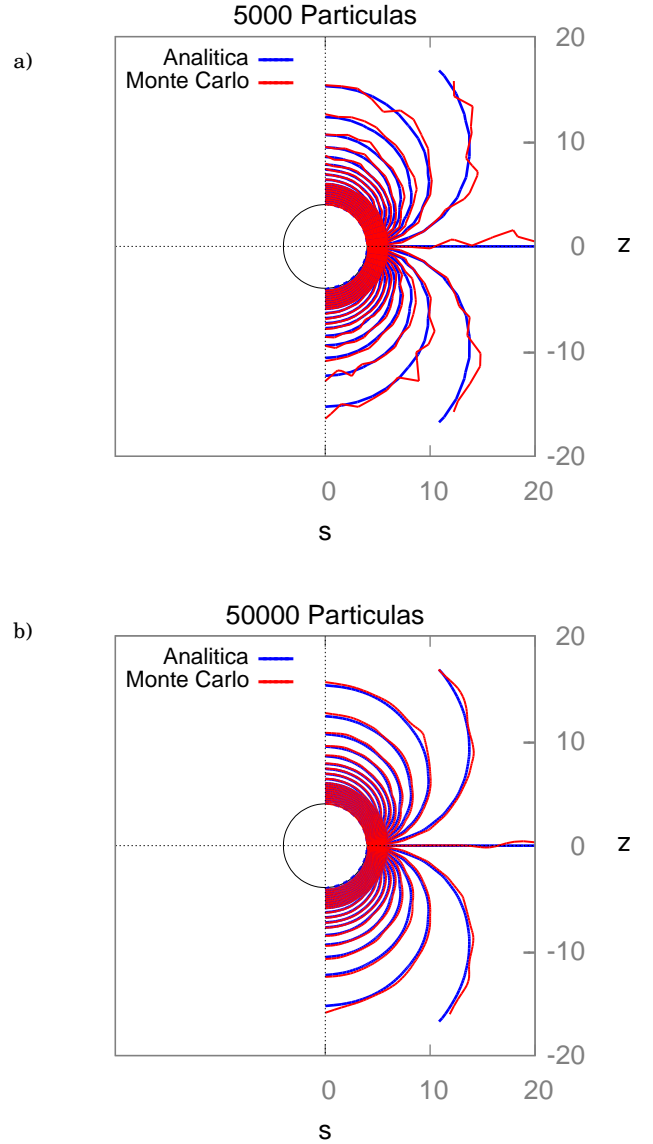 5000 Particulas
a)
Analitica
Monte Carlo
20
10
0
z
-10
-20
0 10 20
s
50000 Particulas
b)
Analitica
Monte Carlo
20
10
0
z
-10
-20
0 10 20
s